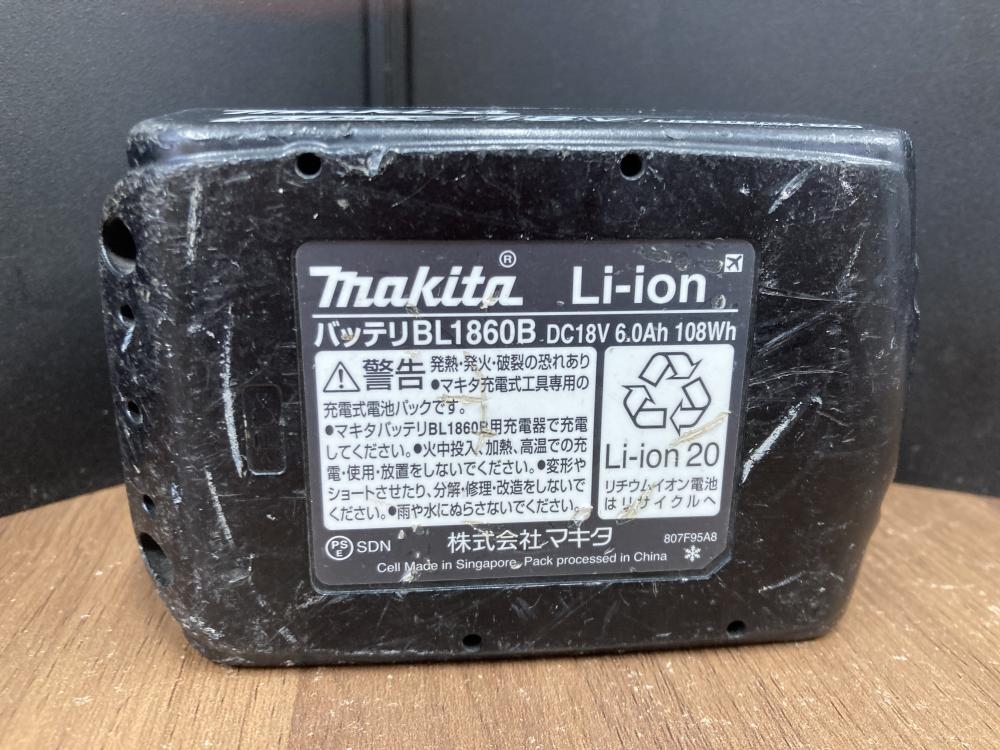 makita® Li-ion
バッテリBL1860B DC18V 6.0Ah 108Wh
警告 発熱・発火・破裂の恐れあり
●マキタ充電式工具専用の
充電式電池パックです。
●マキタバッテリBL1860B用充電器で充電
してください。●火中投入、加熱、高温での充
電・使用・放置をしないでください。●変形や
ショートさせたり、分解・修理・改造をしないで
ください。●雨や水にぬらさないでください。
Li-ion 20
リチウムイオン電池
はリサイクルへ
PSE SDN 株式会社マキタ 807F95A8
Cell Made in Singapore, Pack processed in China